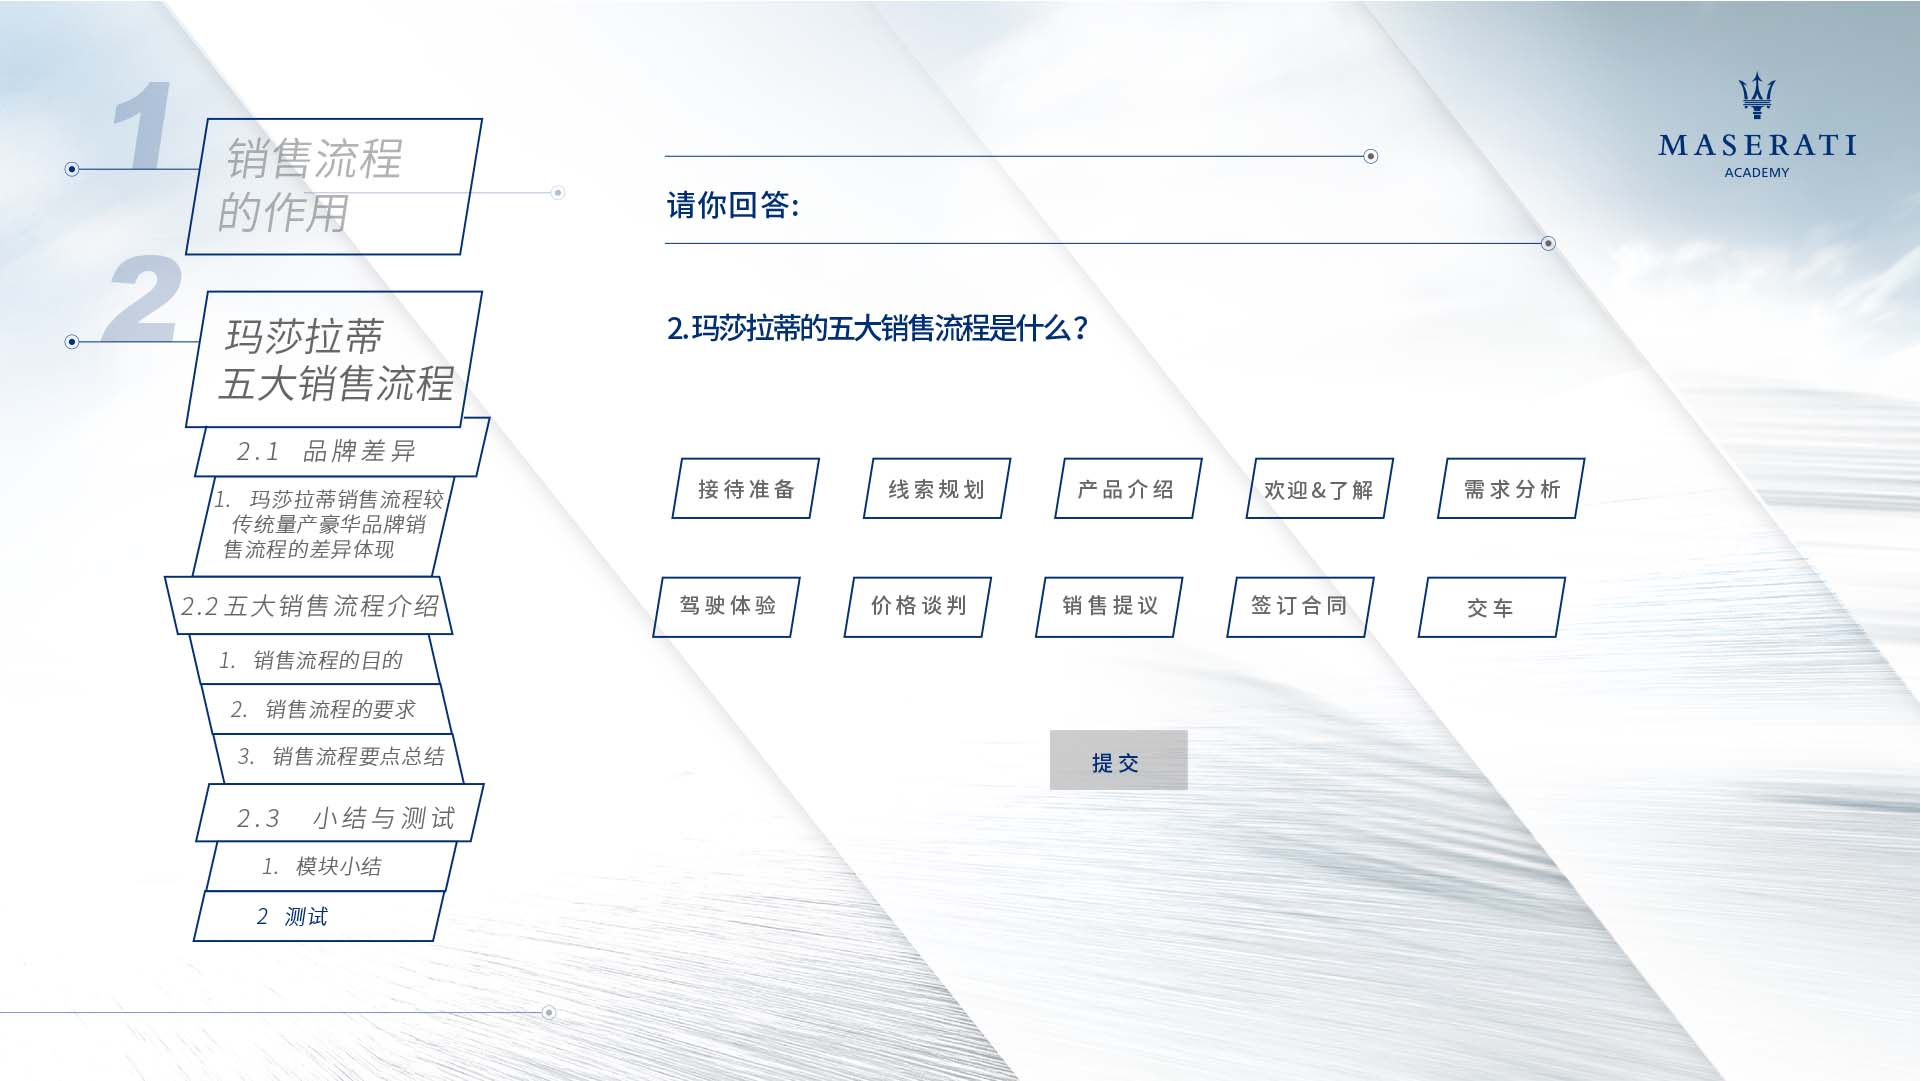 1
销售流程
的作用
2
玛莎拉蒂
五大销售流程
2.1 品牌差异
1. 玛莎拉蒂销售流程较
传统量产豪华品牌销
售流程的差异体现
2.2五大销售流程介绍
1. 销售流程的目的
2. 销售流程的要求
3. 销售流程要点总结
2.3 小结与测试
1. 模块小结
2 测试
MASERATI
ACADEMY
请你回答:
2.玛莎拉蒂的五大销售流程是什么?
接待准备 线索规划 产品介绍 欢迎&了解 需求分析
驾驶体验 价格谈判 销售提议 签订合同 交车
提交